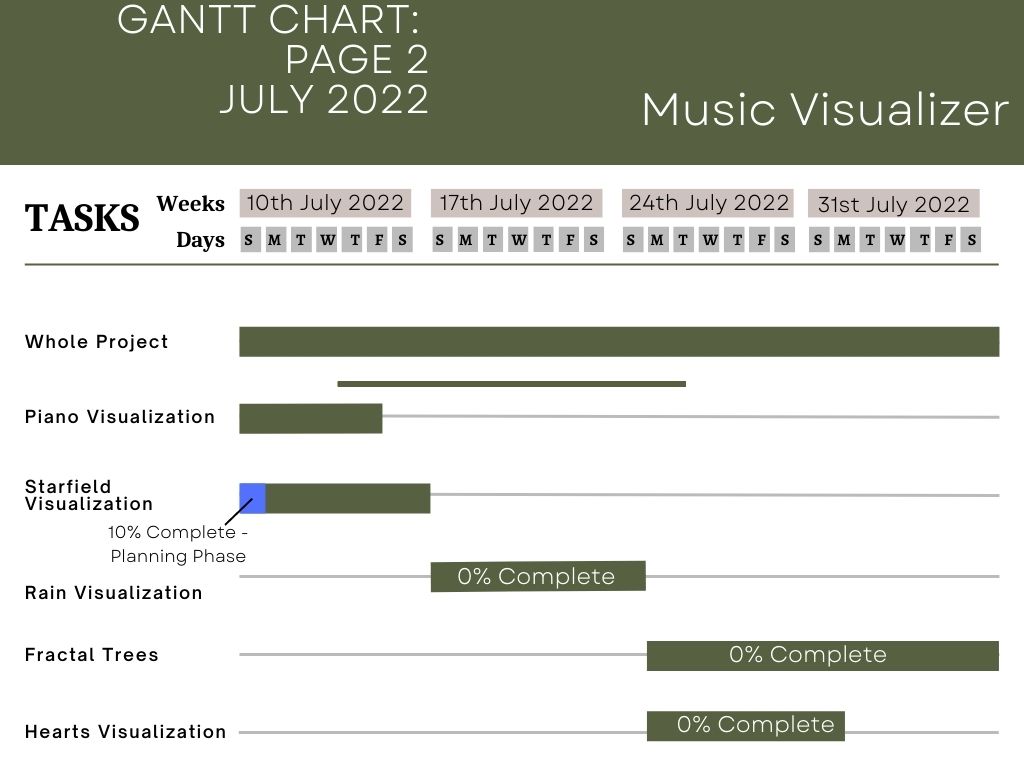 GANTT CHART:
PAGE 2
JULY 2022
Music Visualizer
TASKS
Weeks 10th July 2022 17th July 2022 24th July 2022 31st July 2022
Days S M T W T F S S M T W T F S S M T W T F S S M T W T F S
Whole Project
Piano Visualization
Starfield
Visualization
10% Complete -
Planning Phase
0% Complete
Rain Visualization
Fractal Trees 0% Complete
Hearts Visualization 0% Complete